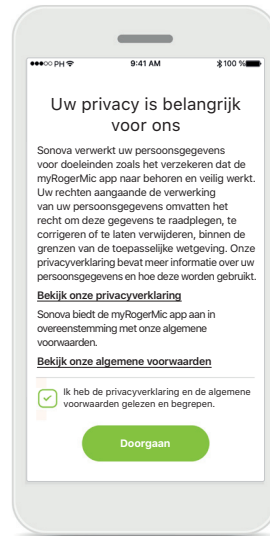 ●●●○○ PH 9:41 AM 100 %
Uw privacy is belangrijk
voor ons
Sonova verwerkt uw persoonsgegevens
voor doeleinden zoals het verzekeren dat de
myRogerMic app naar behoren en veilig werkt.
Uw rechten aangaande de verwerking
van uw persoonsgegevens omvatten het
recht om deze gegevens te raadplegen, te
corrigeren of te laten verwijderen, binnen de
grenzen van de toepasselijke wetgeving. Onze
privacyverklaring bevat meer informatie over uw
persoonsgegevens en hoe deze worden gebruikt.
Bekijk onze privacyverklaring
Sonova biedt de myRogerMic app aan in
overeenstemming met onze algemene
voorwaarden.
Bekijk onze algemene voorwaarden
Ik heb de privacyverklaring en de algemene
voorwaarden gelezen en begrepen.
Doorgaan